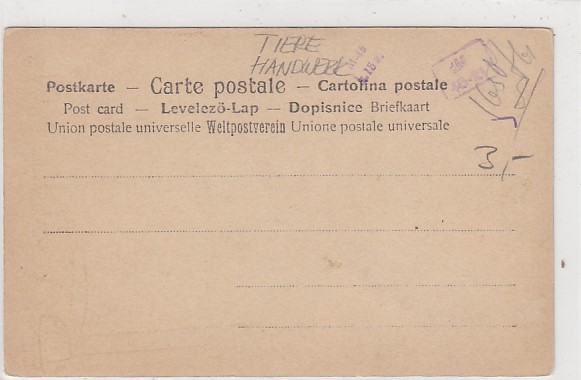 TIERE
HANDWERK
Postkarte — Carte postale — Cartolina postale
Post card — Levelező-Lap — Dopisnice Briefkaart
Union postale universelle Weltpostverein Unione postale universale
3,-